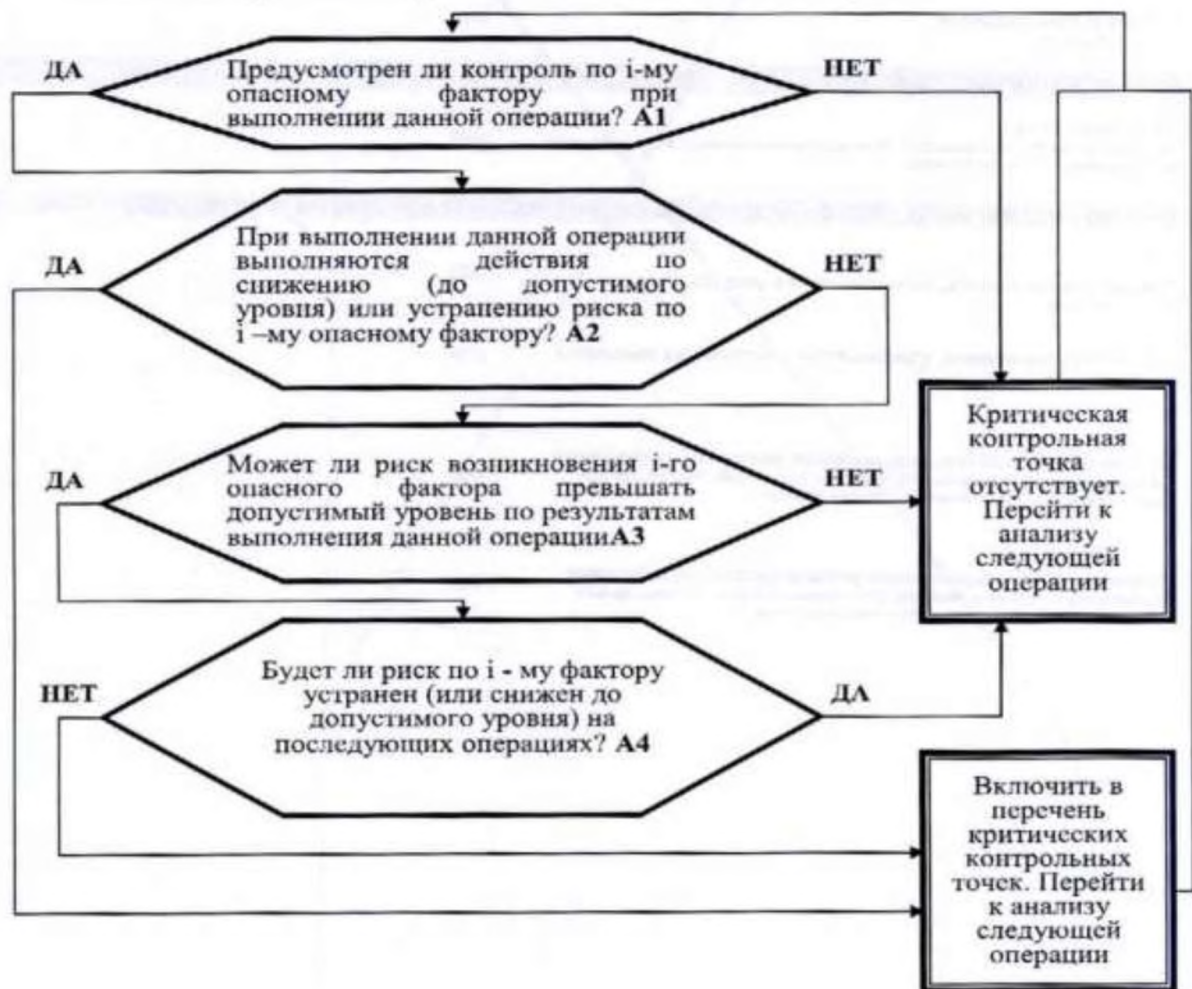 ДА
Предусмотрен ли контроль по i-му
опасному фактору при
выполнении данной операции? А1
НЕТ
ДА
При выполнении данной операции
выполняются действия по
снижению (до допустимого
уровня) или устранению риска по
i –му опасному фактору? А2
НЕТ
ДА
Может ли риск возникновения i-го
опасного фактора превышать
допустимый уровень по результатам
выполнения данной операцииА3
НЕТ
Критическая
контрольная
точка
отсутствует.
Перейти к
анализу
следующей
операции
НЕТ
Будет ли риск по i - му фактору
устранен (или снижен до
допустимого уровня) на
последующих операциях? А4
ДА
Включить в
перечень
критических
контрольных
точек. Перейти
к анализу
следующей
операции